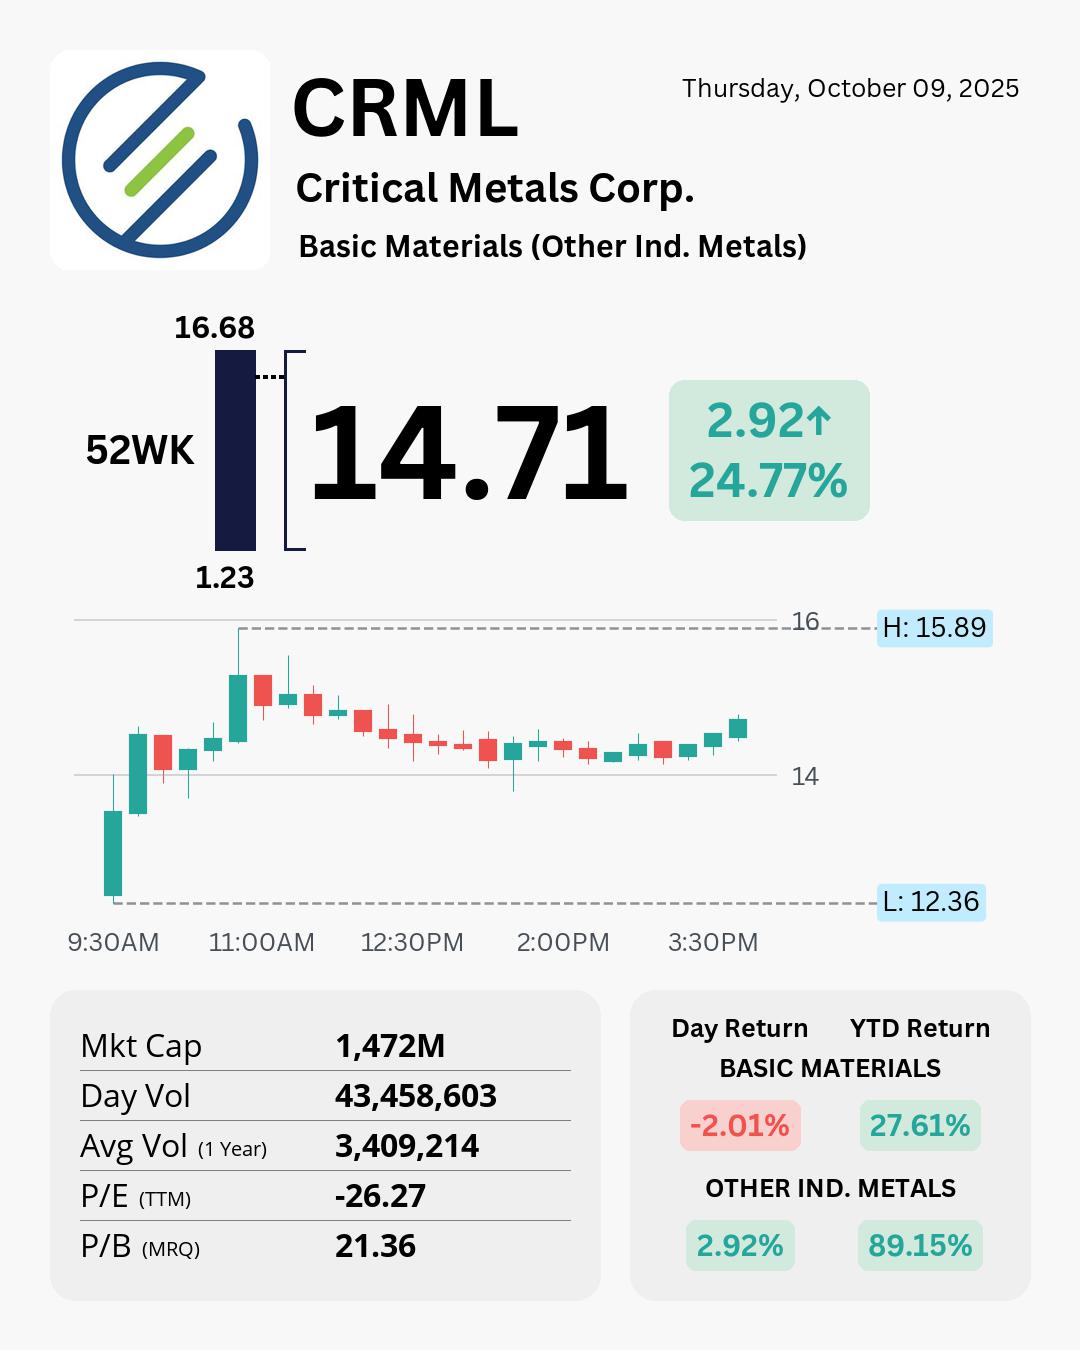 CRML
Thursday, October 09, 2025
Critical Metals Corp.
Basic Materials (Other Ind. Metals)
16.68
52WK
14.71
2.92↑
24.77%
1.23
16
H: 15.89
14
L: 12.36
9:30AM 11:00AM 12:30PM 2:00PM 3:30PM
Mkt Cap 1,472M
Day Vol 43,458,603
Avg Vol (1 Year) 3,409,214
P/E (TTM) -26.27
P/B (MRQ) 21.36
Day Return YTD Return
BASIC MATERIALS
-2.01% 27.61%
OTHER IND. METALS
2.92% 89.15%